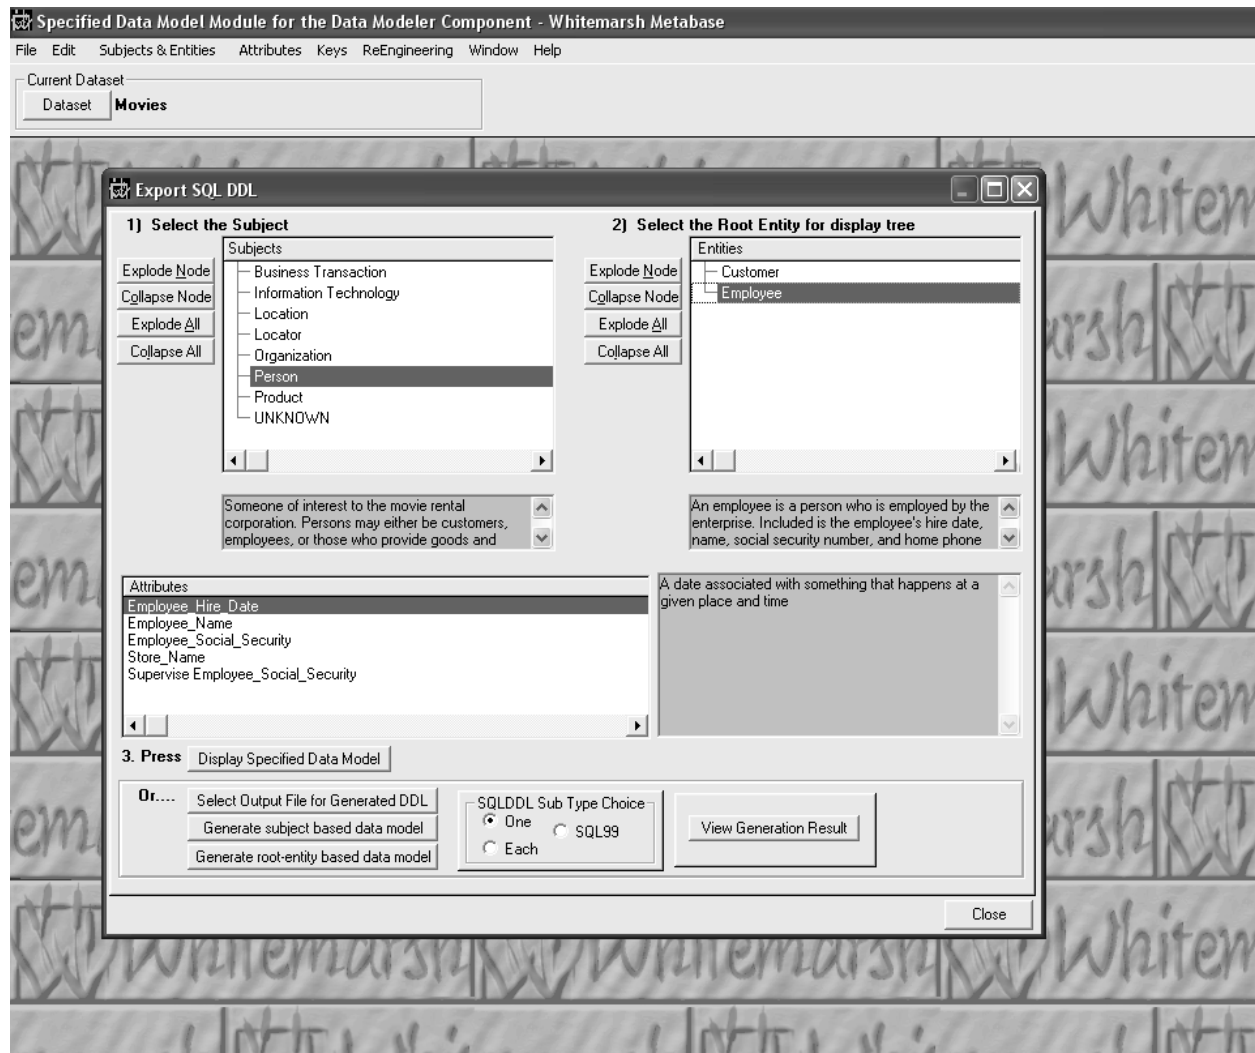 Specified Data Model Module for the Data Modeler Component - Whitemarsh Metabase
File Edit Subjects & Entities Attributes Keys ReEngineering Window Help
Current Dataset
Dataset Movies
Export SQL DDL
1) Select the Subject
Subjects
Explode Node
Collapse Node
Explode All
Collapse All
Business Transaction
Information Technology
Location
Locator
Organization
Person
Product
UNKNOWN
Someone of interest to the movie rental
corporation. Persons may either be customers,
employees, or those who provide goods and
2) Select the Root Entity for display tree
Entities
Explode Node
Collapse Node
Explode All
Collapse All
Customer
Employee
An employee is a person who is employed by the
enterprise. Included is the employee's hire date,
name, social security number, and home phone
Attributes
Employee_Hire_Date
Employee_Name
Employee_Social_Security
Store_Name
Supervise Employee_Social_Security
A date associated with something that happens at a
given place and time
3. Press Display Specified Data Model
Or....
Select Output File for Generated DDL
Generate subject based data model
Generate root-entity based data model
SQLDDL Sub Type Choice
One
SQL99
Each
View Generation Result
Close
Whitemarsh Whitemarsh